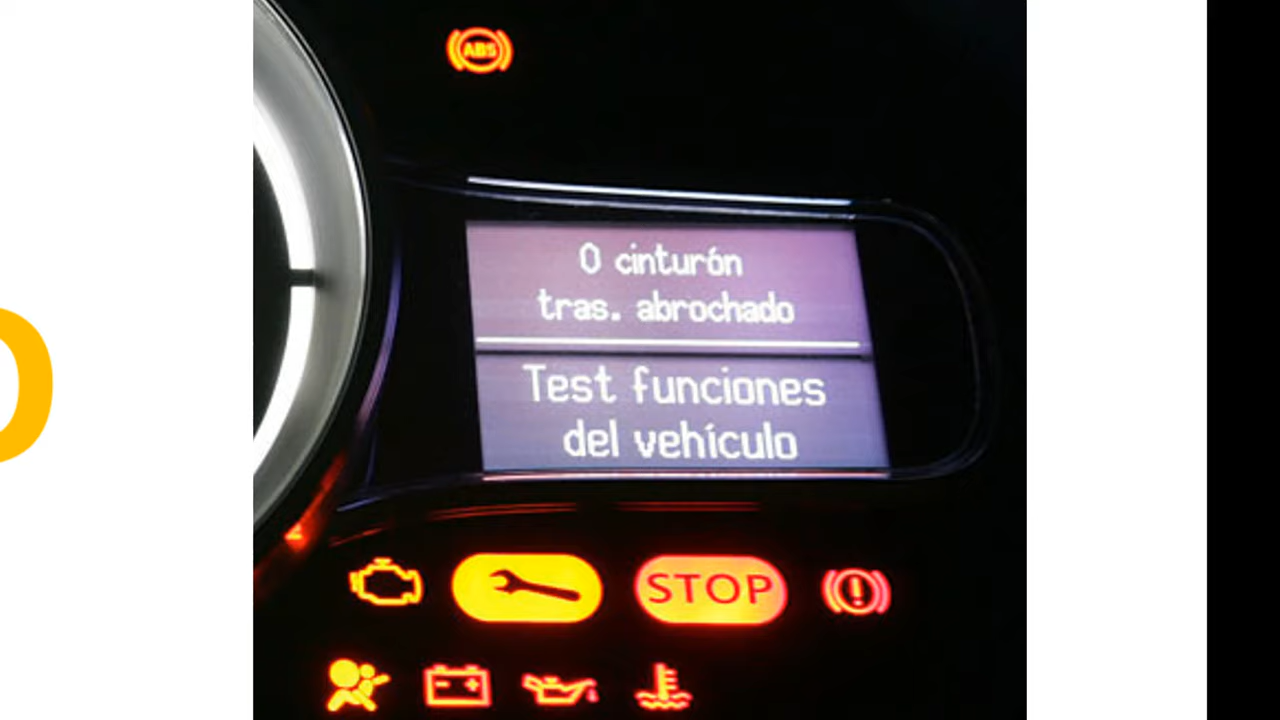 ABS
0 cinturón
tras. abrochado
Test funciones
del vehículo
STOP